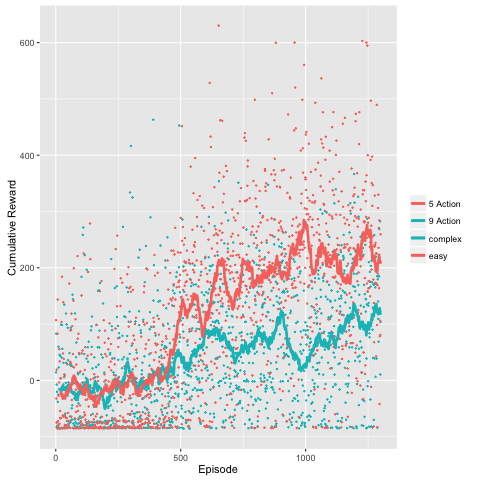 600
400
200
0
Cumulative Reward
0 500 1000
Episode
5 Action
9 Action
complex
easy